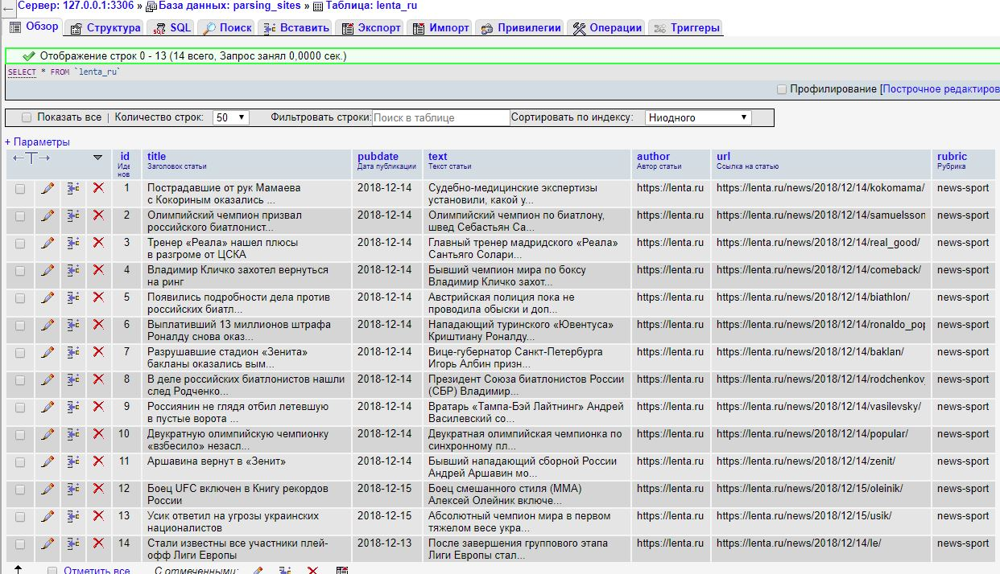 Сервер: 127.0.0.1:3306 » База данных: parsing_sites » Таблица: lenta_ru
Обзор Структура SQL Поиск Вставить Экспорт Импорт Привилегии Операции Триггеры
Отображение строк 0 - 13 (14 всего, Запрос занял 0,0000 сек.)
SELECT * FROM `lenta_ru`
Профилирование [Построчное редактиров
Показать все | Количество строк: 50 Фильтровать строки: Поиск в таблице Сортировать по индексу: Ниодного
+ Параметры
←T→ id title pubdate text author url rubric
Иде Заголовок статьи Дата публикации Текст статьи Автор статьи Ссылка на статью Рубрика
нов
1 Пострадавшие от рук Мамаева 2018-12-14 Судебно-медицинские экспертизы https://lenta.ru https://lenta.ru/news/2018/12/14/kokomama/ news-sport
с Кокориным оказались ... установили, какой у...
2 Олимпийский чемпион призвал 2018-12-14 Олимпийский чемпион по биатлону, https://lenta.ru https://lenta.ru/news/2018/12/14/samuelsson news-sport
российского биатлонист... швед Себастьян Са...
3 Тренер «Реала» нашел плюсы 2018-12-14 Главный тренер мадридского «Реала» https://lenta.ru https://lenta.ru/news/2018/12/14/real_good/ news-sport
в разгроме от ЦСКА Сантьяго Солари...
4 Владимир Кличко захотел вернуться 2018-12-14 Бывший чемпион мира по боксу https://lenta.ru https://lenta.ru/news/2018/12/14/comeback/ news-sport
на ринг Владимир Кличко захот...
5 Появились подробности дела против 2018-12-14 Австрийская полиция пока не https://lenta.ru https://lenta.ru/news/2018/12/14/biathlon/ news-sport
российских биатл... проводила обыски и доп...
6 Выплативший 13 миллионов штрафа 2018-12-14 Нападающий туринского «Ювентуса» https://lenta.ru https://lenta.ru/news/2018/12/14/ronaldo_pop news-sport
Роналду снова оказ... Криштиану Роналду...
7 Разрушавшие стадион «Зенита» 2018-12-14 Вице-губернатор Санкт-Петербурга https://lenta.ru https://lenta.ru/news/2018/12/14/baklan/ news-sport
бакланы оказались вым... Игорь Албин призн...
8 В деле российских биатлонистов нашли 2018-12-14 Президент Союза биатлонистов России https://lenta.ru https://lenta.ru/news/2018/12/14/rodchenkov news-sport
след Родченко... (СБР) Владимир...
9 Россиянин не глядя отбил летевшую 2018-12-14 Вратарь «Тампа-Бэй Лайтнинг» Андрей https://lenta.ru https://lenta.ru/news/2018/12/14/vasilevsky/ news-sport
в пустые ворота ... Василевский со...
10 Двукратную олимпийскую чемпионку 2018-12-14 Двукратная олимпийская чемпионка по https://lenta.ru https://lenta.ru/news/2018/12/14/popular/ news-sport
«взбесило» незасл... синхронному пл...
11 Аршавина вернут в «Зенит» 2018-12-14 Бывший нападающий сборной России https://lenta.ru https://lenta.ru/news/2018/12/14/zenit/ news-sport
Андрей Аршавин мо...
12 Боец UFC включен в Книгу рекордов 2018-12-15 Боец смешанного стиля (MMA) https://lenta.ru https://lenta.ru/news/2018/12/15/oleinik/ news-sport
России Алексей Олейник включе...
13 Усик ответил на угрозы украинских 2018-12-15 Абсолютный чемпион мира в первом https://lenta.ru https://lenta.ru/news/2018/12/15/usik/ news-sport
националистов тяжелом весе укра...
14 Стали известны все участники плей- 2018-12-13 После завершения группового этапа https://lenta.ru https://lenta.ru/news/2018/12/14/le/ news-sport
офф Лиги Европы Лиги Европы стал...
Отметить все С отмеченными: